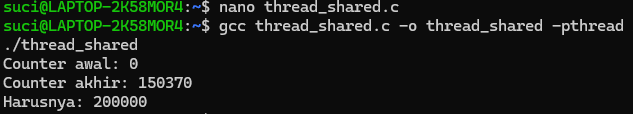 suci@LAPTOP-2K58MOR4:~$ nano thread_shared.c
suci@LAPTOP-2K58MOR4:~$ gcc thread_shared.c -o thread_shared -pthread
./thread_shared
Counter awal: 0
Counter akhir: 150370
Harusnya: 200000